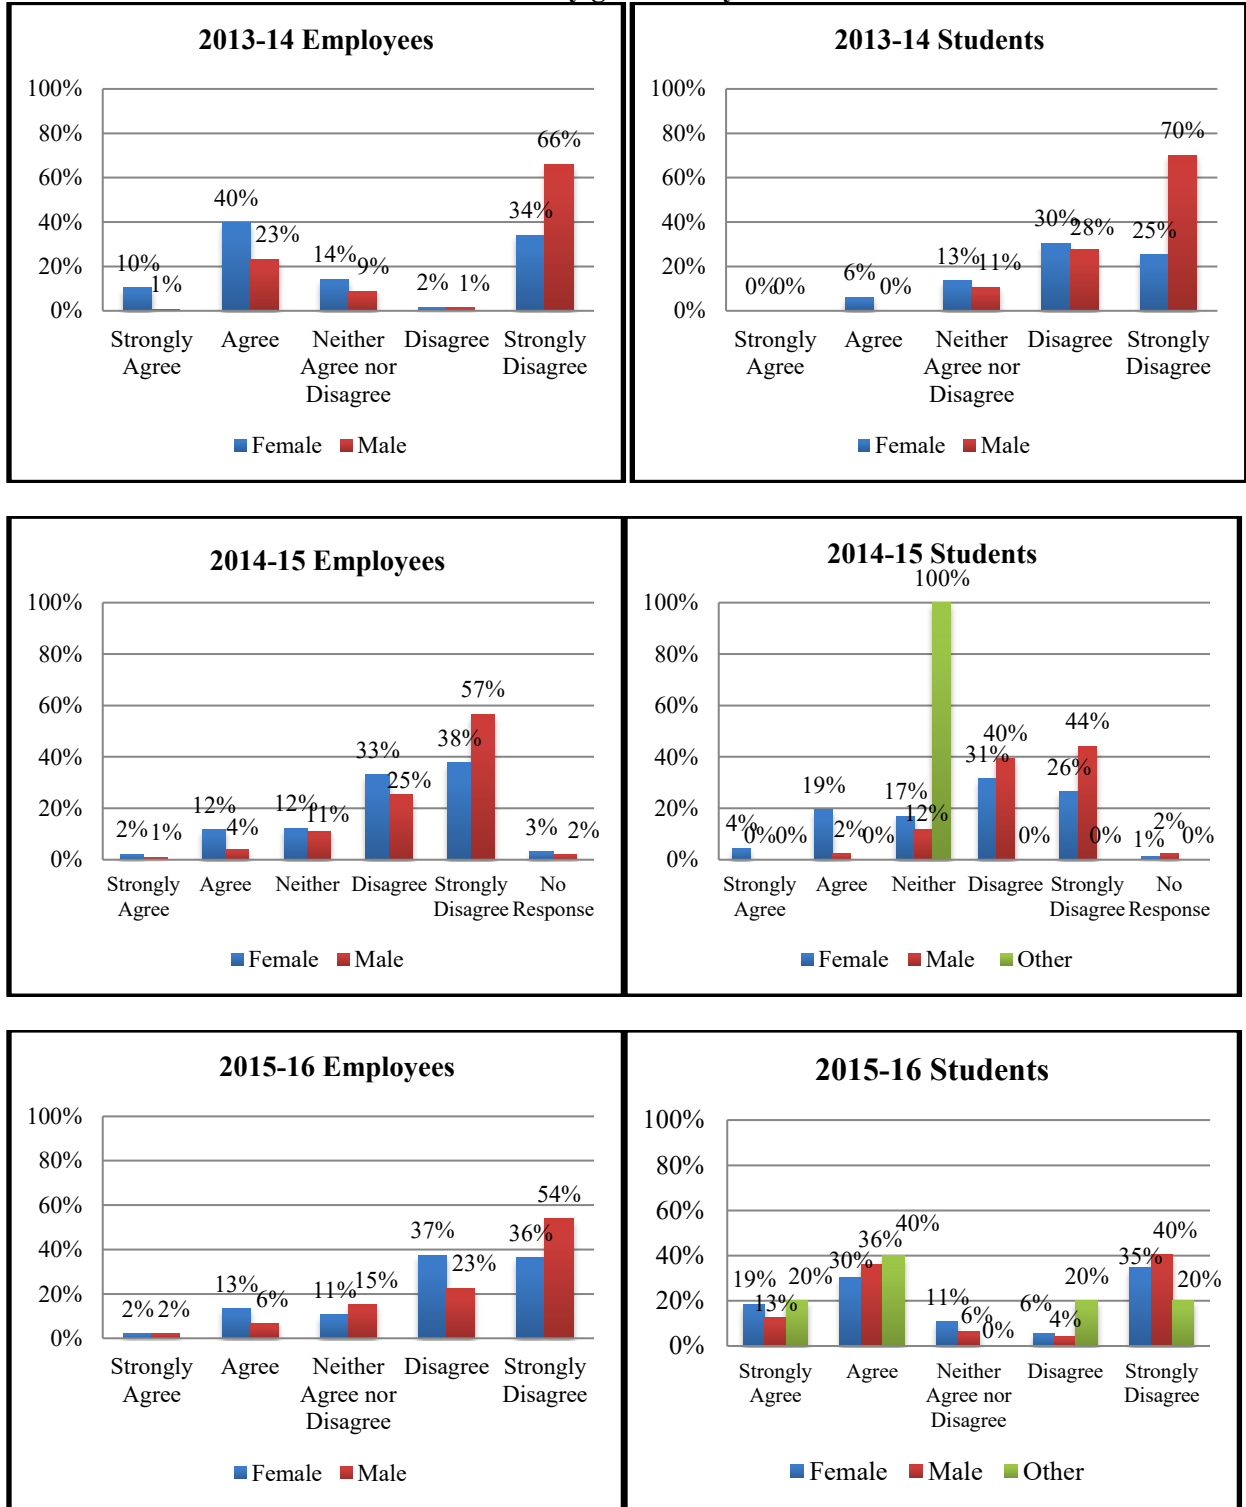 2013-14 Employees
100%
80%
60%
40%
20%
0%
10%
1%
40%
23%
14%
9%
2%
1%
34%
66%
Strongly Agree
Agree
Neither Agree nor Disagree
Disagree
Strongly Disagree
Female Male
2013-14 Students
100%
80%
60%
40%
20%
0%
0%
0%
6%
0%
13%
11%
30%
28%
25%
70%
Strongly Agree
Agree
Neither Agree nor Disagree
Disagree
Strongly Disagree
Female Male
2014-15 Employees
100%
80%
60%
40%
20%
0%
2%
1%
12%
4%
12%
11%
33%
25%
38%
57%
3%
2%
Strongly Agree
Agree
Neither
Disagree
Strongly Disagree
No Response
Female Male
2014-15 Students
100%
80%
60%
40%
20%
0%
4%
0%
0%
19%
2%
0%
17%
12%
100%
31%
40%
0%
26%
44%
0%
1%
2%
0%
Strongly Agree
Agree
Neither
Disagree
Strongly Disagree
No Response
Female Male Other
2015-16 Employees
100%
80%
60%
40%
20%
0%
2%
2%
13%
6%
11%
15%
37%
23%
36%
54%
Strongly Agree
Agree
Neither Agree nor Disagree
Disagree
Strongly Disagree
Female Male
2015-16 Students
100%
80%
60%
40%
20%
0%
19%
13%
20%
30%
36%
40%
11%
6%
0%
6%
4%
20%
35%
40%
20%
Strongly Agree
Agree
Neither Agree nor Disagree
Disagree
Strongly Disagree
Female Male Other